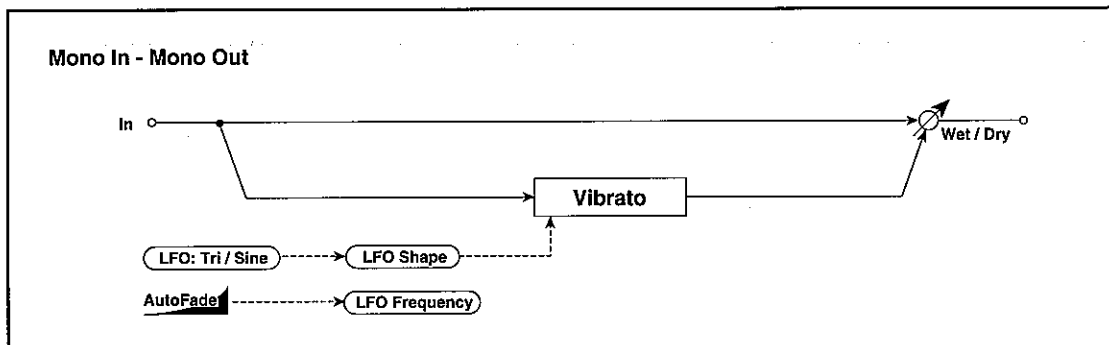 Mono In - Mono Out
In
Wet / Dry
Vibrato
LFO: Tri / Sine
LFO Shape
AutoFade
LFO Frequency